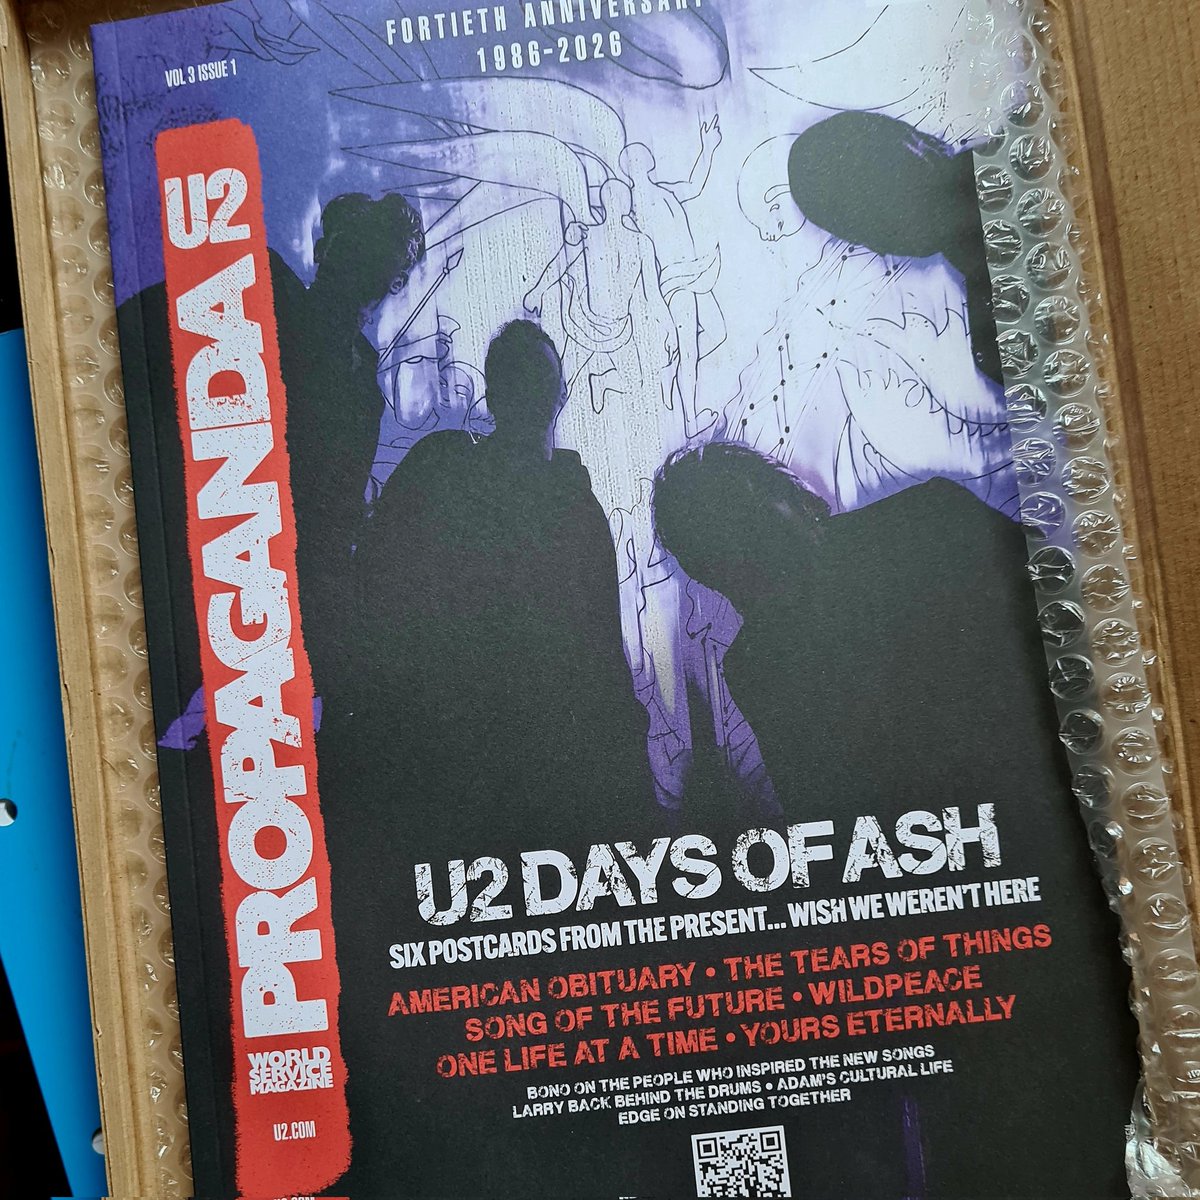 FORTIETH ANNIVERSARY
1986-2026
VOL 3 ISSUE 1
PROPAGANDA U2
WORLD
SERVICE
MAGAZINE
U2.COM
U2 DAYS OF ASH
SIX POSTCARDS FROM THE PRESENT... WISH WE WEREN'T HERE
AMERICAN OBITUARY • THE TEARS OF THINGS
SONG OF THE FUTURE • WILDPEACE
ONE LIFE AT A TIME • YOURS ETERNALLY
BONO ON THE PEOPLE WHO INSPIRED THE NEW SONGS
LARRY BACK BEHIND THE DRUMS • ADAM'S CULTURAL LIFE
EDGE ON STANDING TOGETHER